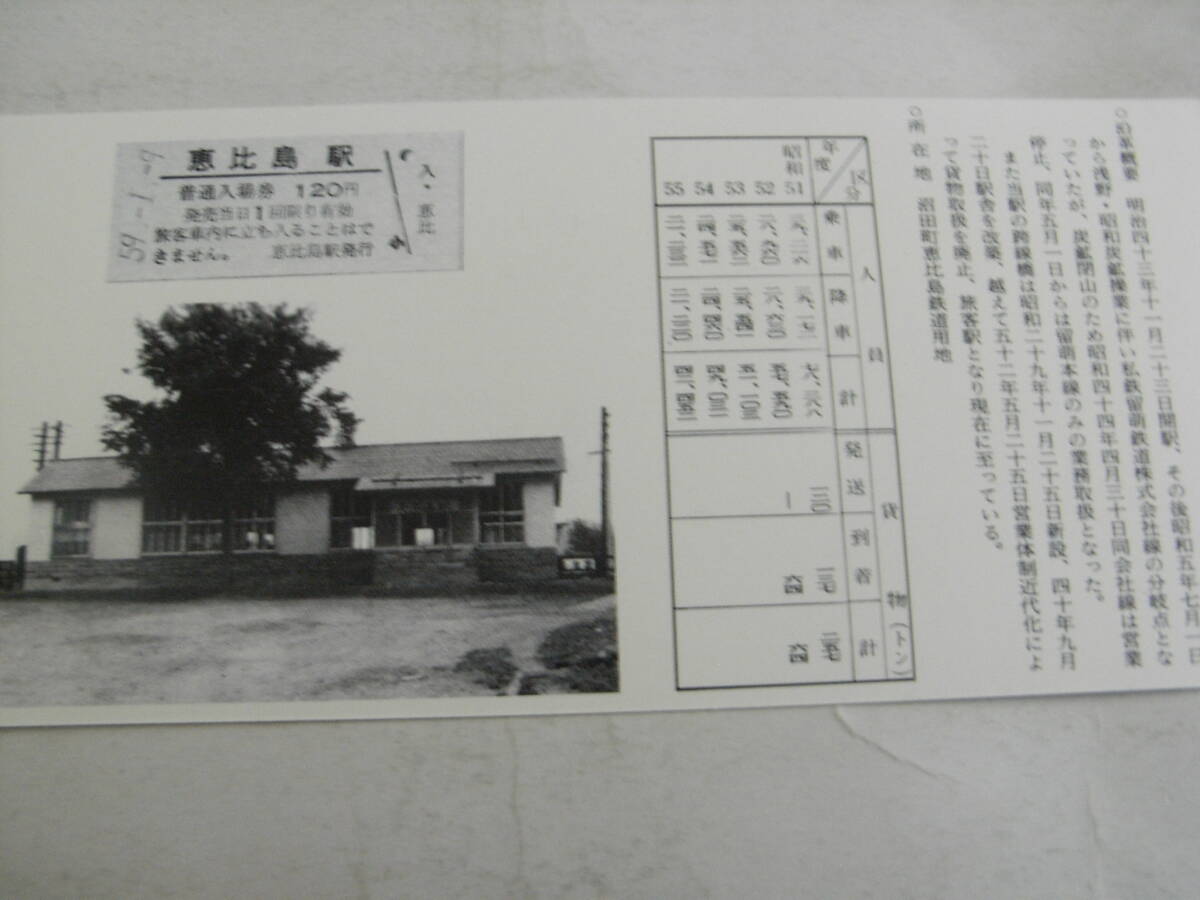 59.-1.-9
恵比島駅
普通入場券 120円
発売当日1回限り有効
旅客車内に立ち入ることはで
きません。 恵比島駅発行
入・恵比
小
○沿革概要 明治四十三年十一月二十三日開駅、その後昭和五年七月一日
から浅野・昭和炭鉱操業に伴い私鉄留萌鉄道株式会社線の分岐点とな
っていたが、炭鉱閉山のため昭和四十四年四月三十日同会社線は営業
停止、同年五月一日からは留萌本線のみの業務取扱となった。
また当駅の跨線橋は昭和二十九年十一月二十五日新設、四十年九月
二十日駅舎を改築、越えて五十二年五月二十五日営業体制近代化によ
って貨物取扱を廃止、旅客駅となり現在に至っている。
○所在地 沼田町恵比島鉄道用地
区分 人員 貨物(トン)
年度 乗車 降車 計 発送 到着 計
昭和51
52
53
54
55